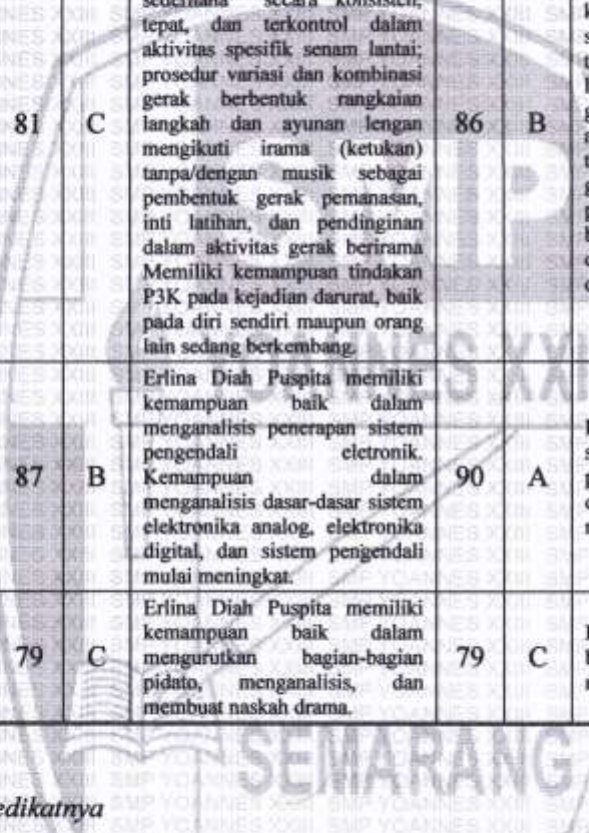 sederhana secara konsisten,
tepat, dan terkontrol dalam
aktivitas spesifik senam lantai;
prosedur variasi dan kombinasi
gerak berbentuk rangkaian
81 C langkah dan ayunan lengan 86 B
mengikuti irama (ketukan)
tanpa/dengan musik sebagai
pembentuk gerak pemanasan,
inti latihan, dan pendinginan
dalam aktivitas gerak berirama
Memiliki kemampuan tindakan
P3K pada kejadian darurat, baik
pada diri sendiri maupun orang
lain sedang berkembang.
Erlina Diah Puspita memiliki
kemampuan baik dalam
menganalisis penerapan sistem
pengendali eletronik.
87 B Kemampuan dalam 90 A
menganalisis dasar-dasar sistem
elektronika analog, elektronika
digital, dan sistem pengendali
mulai meningkat.
Erlina Diah Puspita memiliki
kemampuan baik dalam
79 C mengurutkan bagian-bagian 79 C
pidato, menganalisis, dan
membuat naskah drama.
SMP
YOANNES XXIII
SEMARANG
edikatnya